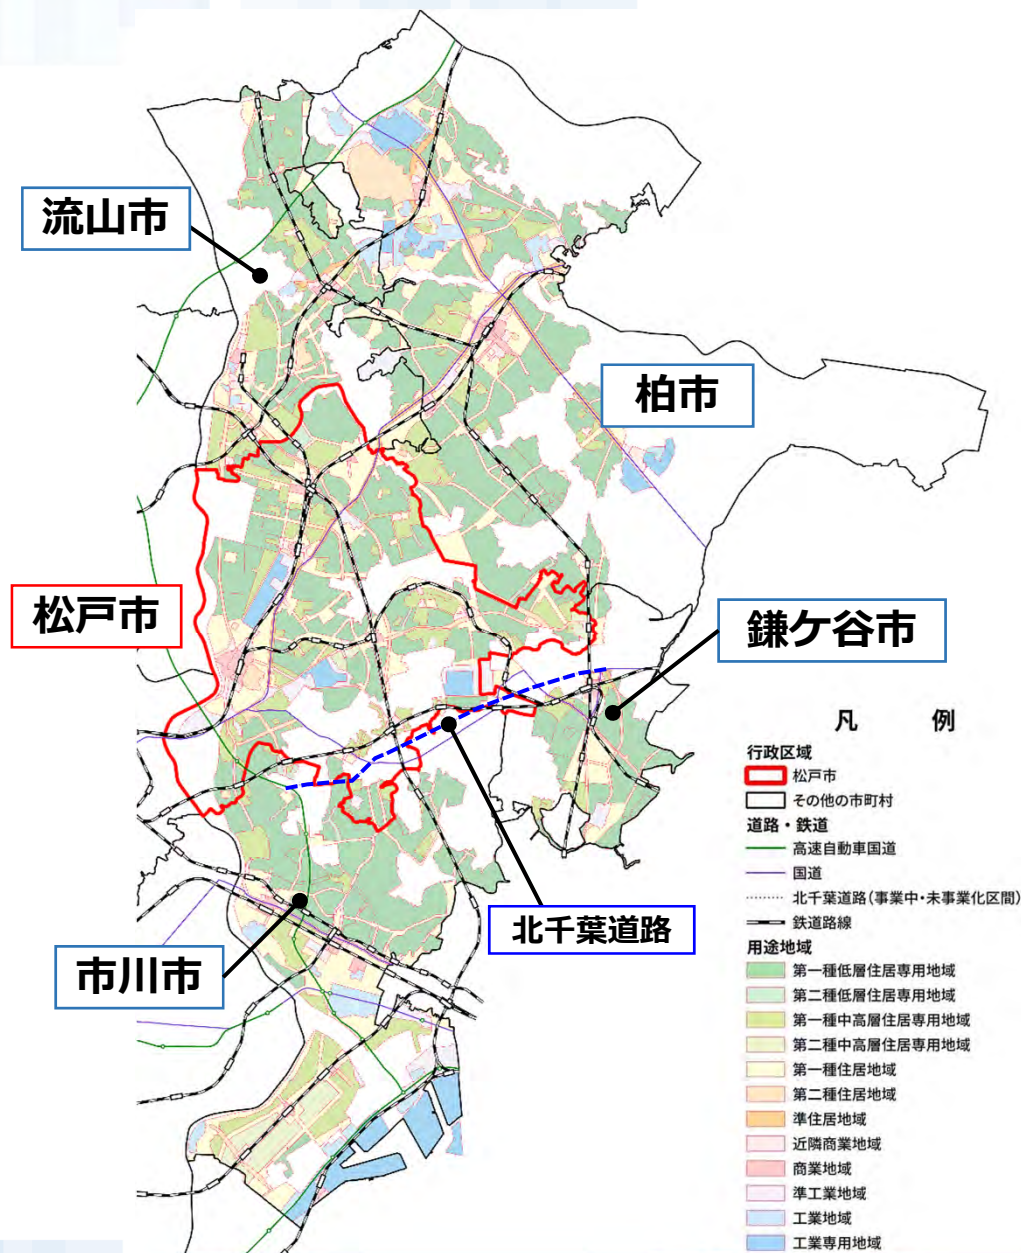 流山市
柏市
松戸市
鎌ケ谷市
北千葉道路
市川市
凡 例
行政区域
松戸市
その他の市町村
道路・鉄道
高速自動車国道
国道
北千葉道路(事業中・未事業化区間)
鉄道路線
用途地域
第一種低層住居専用地域
第二種低層住居専用地域
第一種中高層住居専用地域
第二種中高層住居専用地域
第一種住居地域
第二種住居地域
準住居地域
近隣商業地域
商業地域
準工業地域
工業地域
工業専用地域